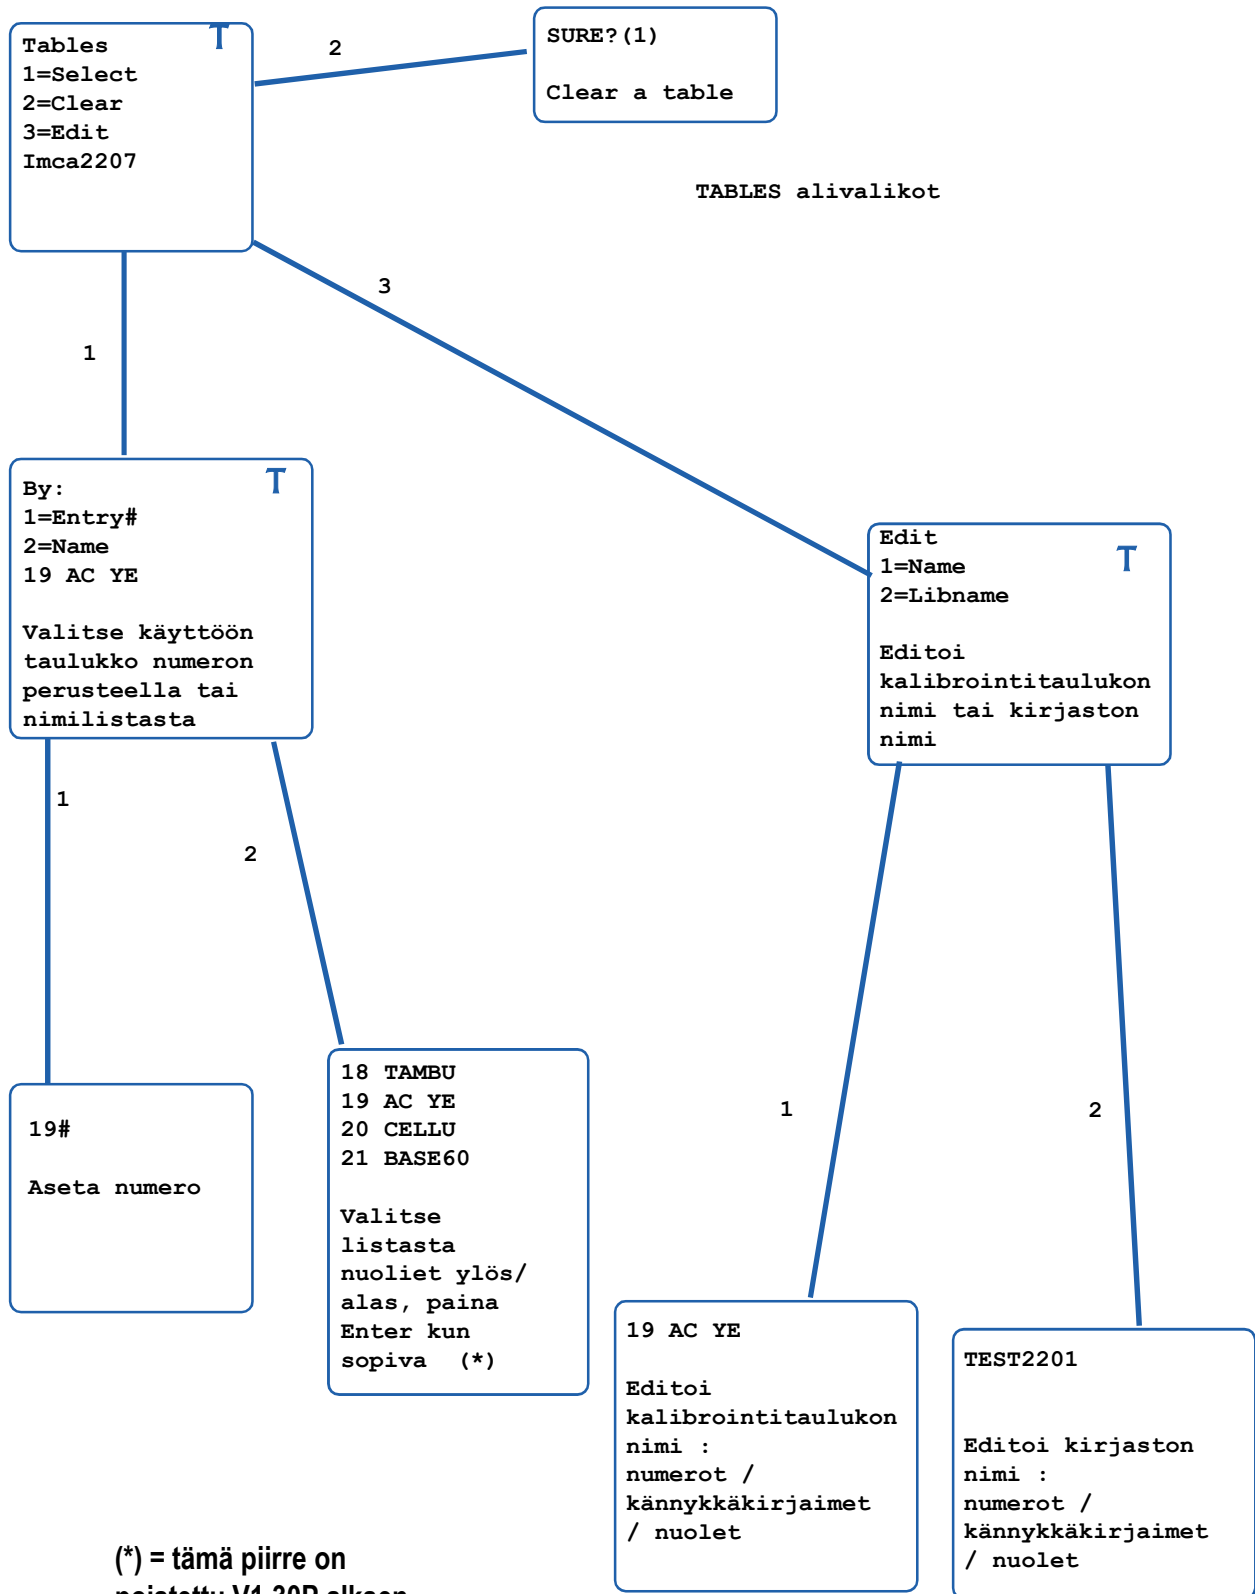 Tables T
1=Select
2=Clear
3=Edit
Imca2207
2
SURE?(1)
Clear a table
TABLES alivalikot
3
1
By: T
1=Entry#
2=Name
19 AC YE
Valitse käyttöön
taulukko numeron
perusteella tai
nimilistasta
Edit
1=Name T
2=Libname
Editoi
kalibrointitaulukon
nimi tai kirjaston
nimi
1
2
19#
Aseta numero
18 TAMBU
19 AC YE
20 CELLU
21 BASE60
Valitse
listasta
nuoliet ylös/
alas, paina
Enter kun
sopiva (*)
1
2
19 AC YE
Editoi
kalibrointitaulukon
nimi :
numerot /
kännykkäkirjaimet
/ nuolet
TEST2201
Editoi kirjaston
nimi :
numerot /
kännykkäkirjaimet
/ nuolet
(*) = tämä piirre on
poistettu V1.30P alkaen